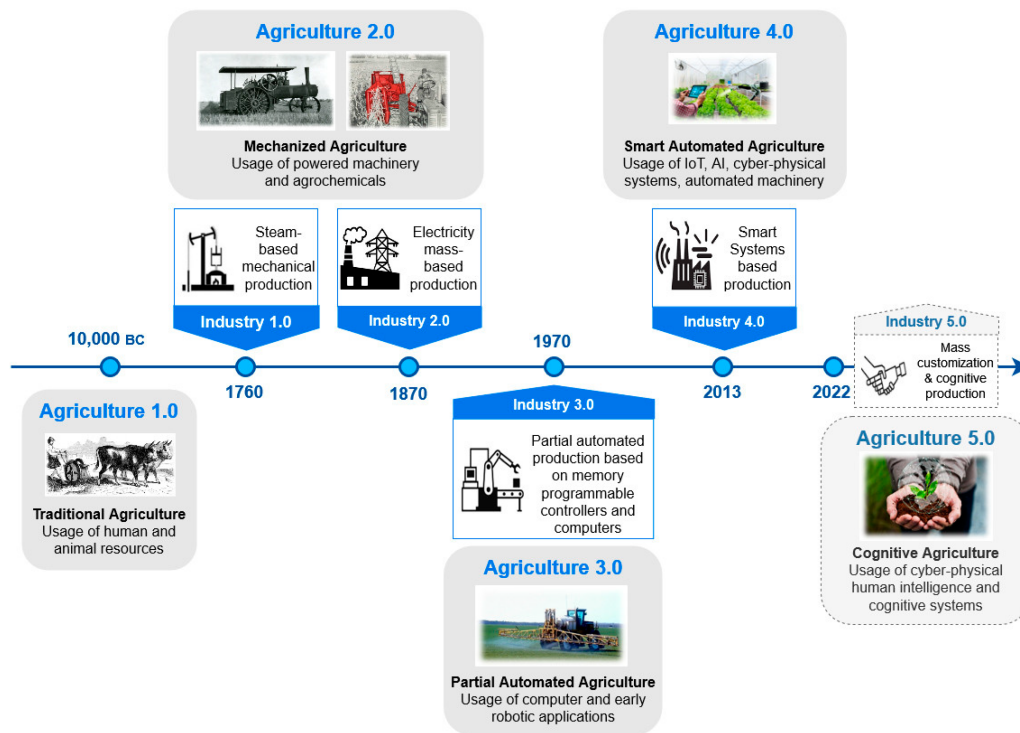 Agriculture 2.0
Mechanized Agriculture
Usage of powered machinery
and agrochemicals
Agriculture 4.0
Smart Automated Agriculture
Usage of IoT, AI, cyber-physical
systems, automated machinery
Steam-
based
mechanical
production
Industry 1.0
Electricity
mass-
based
production
Industry 2.0
Smart
Systems
based
production
Industry 4.0
10,000 BC
1760
1870
1970
2013
2022
Industry 5.0
Mass
customization
& cognitive
production
Agriculture 1.0
Traditional Agriculture
Usage of human and
animal resources
Industry 3.0
Partial automated
production based
on memory
programmable
controllers and
computers
Agriculture 3.0
Partial Automated Agriculture
Usage of computer and early
robotic applications
Agriculture 5.0
Cognitive Agriculture
Usage of cyber-physical
human intelligence and
cognitive systems